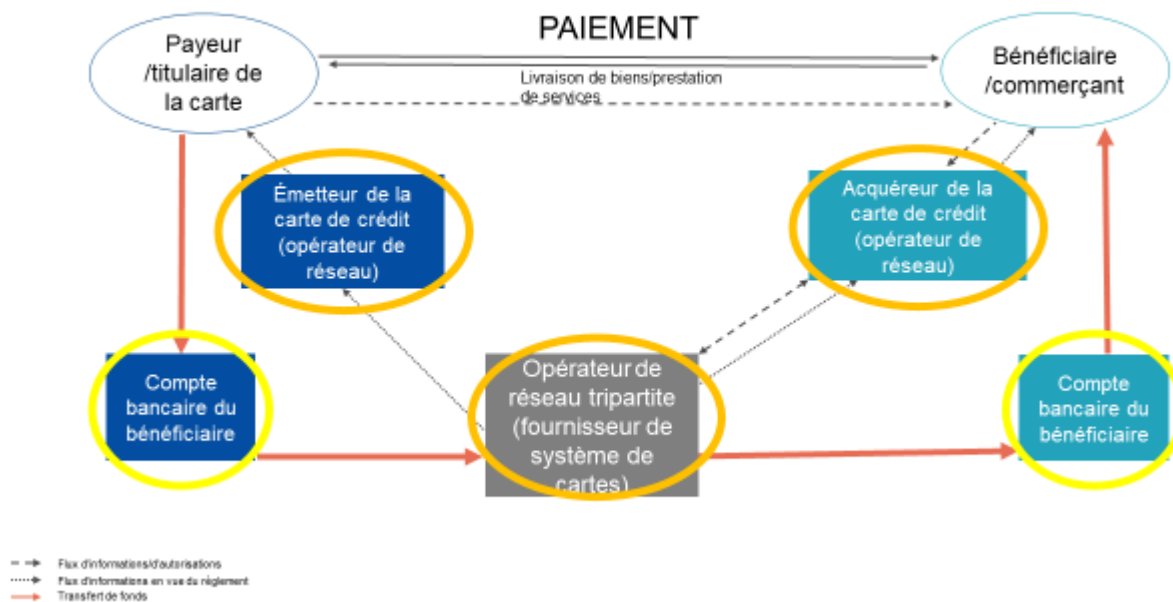 PAIEMENT
Payeur
/titulaire de
la carte
Livraison de biens/prestation
de services
Bénéficiaire
/commerçant
Émetteur de la
carte de crédit
(opérateur de
réseau)
Acquéreur de la
carte de crédit
(opérateur de
réseau)
Compte
bancaire du
bénéficiaire
Opérateur de
réseau tripartite
(fournisseur de
système de
cartes)
Compte
bancaire du
bénéficiaire
Flux d'informations/d'autorisations
Flux d'informations en vue du règlement
Transfert de fonds